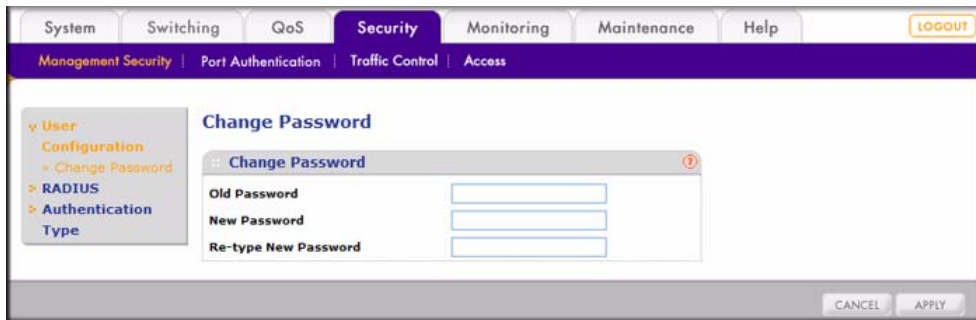 System Switching QoS Security Monitoring Maintenance Help LOGOUT
Management Security Port Authentication Traffic Control Access
User
Configuration
Change Password
RADIUS
Authentication
Type
Change Password
Change Password ?
Old Password
New Password
Re-type New Password
CANCEL APPLY